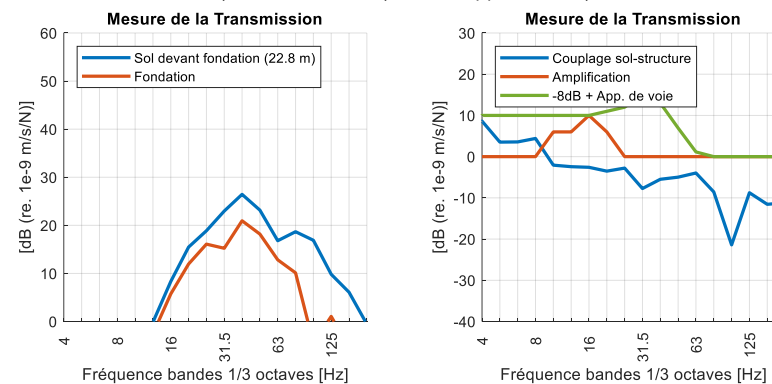 Mesure de la Transmission
60
50
40
30
20
10
0
[dB (re. 1e-9 m/s/N)]
Sol devant fondation (22.8 m)
Fondation
4
8
16
31.5
63
125
Fréquence bandes 1/3 octaves [Hz]
Mesure de la Transmission
30
20
10
0
-10
-20
-30
-40
[dB (re. 1e-9 m/s/N)]
Couplage sol-structure
Amplification
-8dB + App. de voie
4
8
16
31.5
63
125
Fréquence bandes 1/3 octaves [Hz]